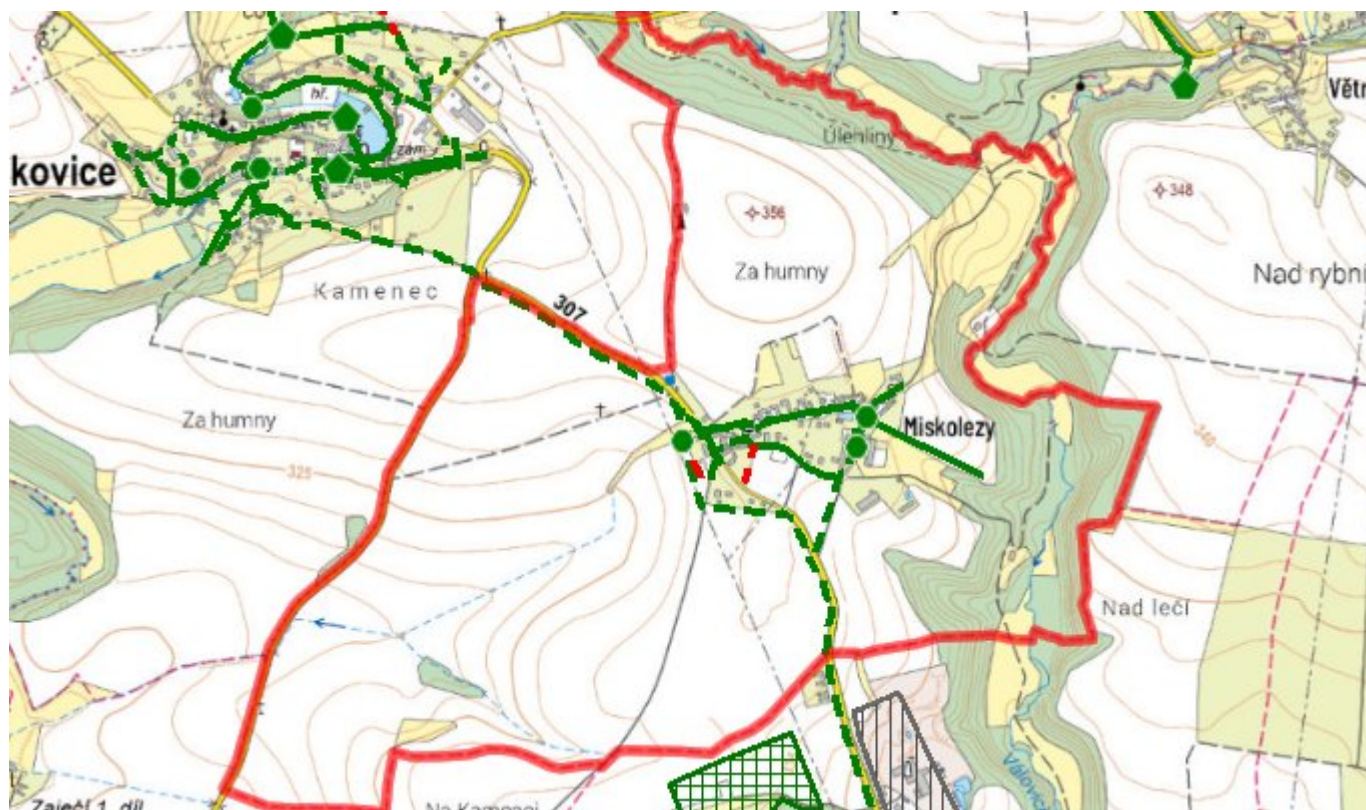 hř.
Větr
kovice
zám.
Úlehliny
348
356
Za humny
Nad rybní
Kamenec
307
Za humny
Miskolezy
325
340
Nad lečí
Zaječí 1. díl
Na Kamenci
Válovic